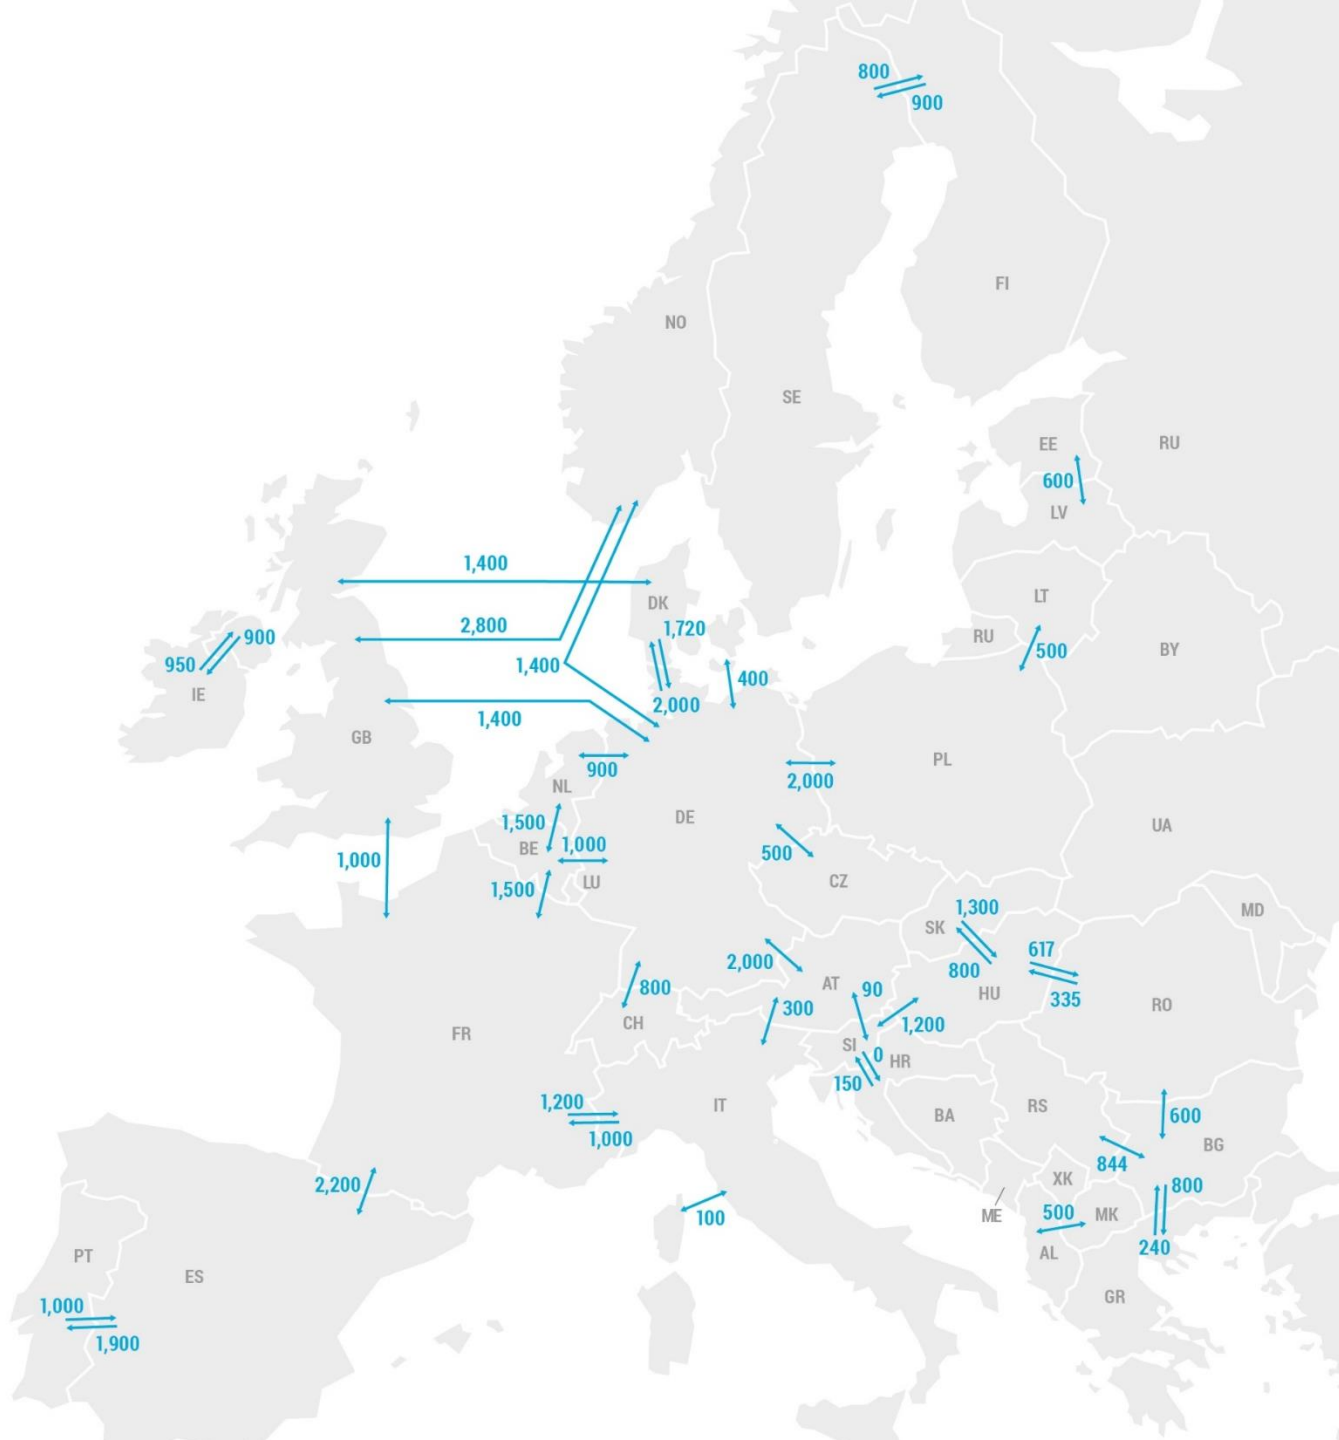 800
900
FI
NO
SE
EE
RU
600
LV
1,400
LT
DK
2,800
1,720
RU
900
950
500
BY
1,400
400
IE
2,000
1,400
GB
PL
900
2,000
NL
DE
1,500
UA
1,000
BE
500
1,000
CZ
LU
1,500
1,300
MD
SK
617
2,000
800
AT
90
800
HU
335
RO
300
CH
1,200
FR
SI
0
HR
150
1,200
IT
RS
BA
600
1,000
BG
844
XK
2,200
800
500
MK
ME
100
240
PT
AL
ES
GR
1,000
1,900